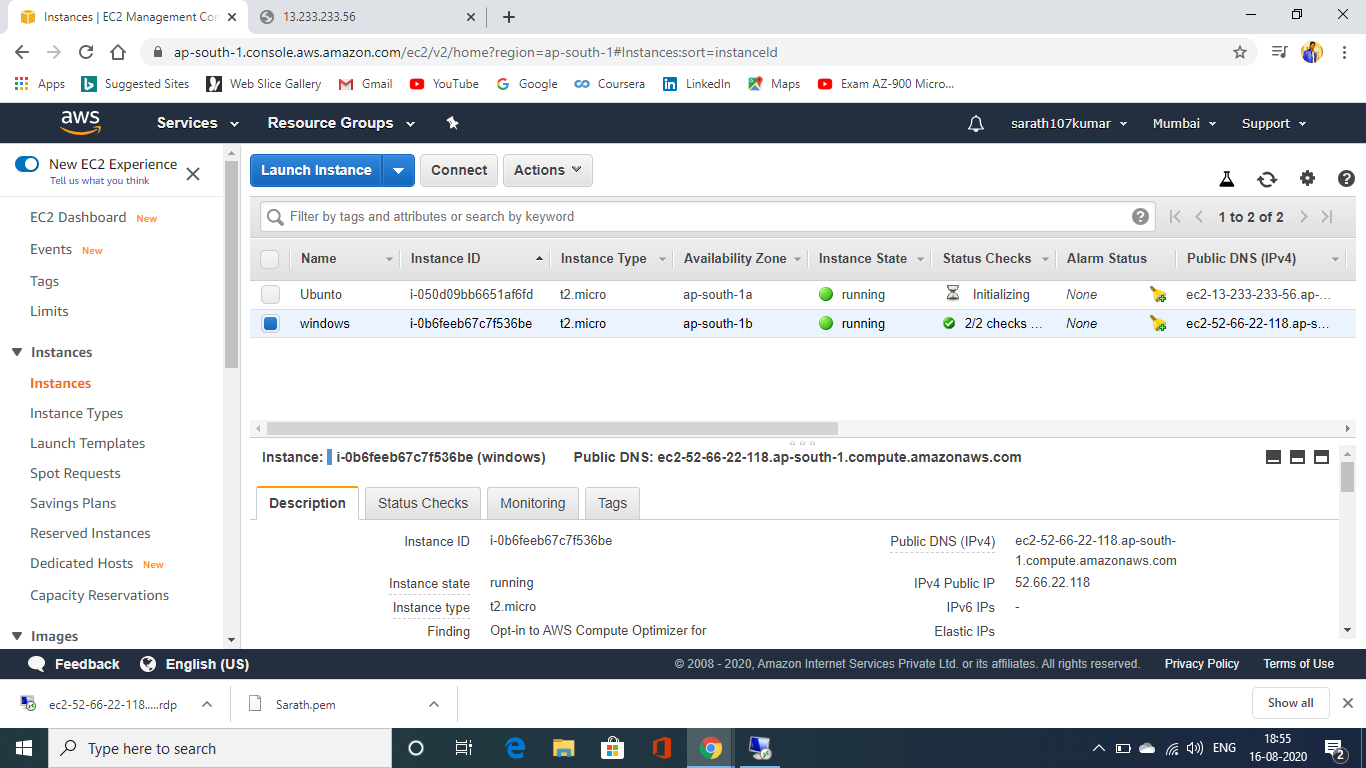 Instances | EC2 Management Con
13.233.233.56
ap-south-1.console.aws.amazon.com/ec2/v2/home?region=ap-south-1#Instances:sort=instanceId
Apps Suggested Sites Web Slice Gallery Gmail YouTube Google Coursera LinkedIn Maps Exam AZ-900 Micro...
aws Services Resource Groups sarath107kumar Mumbai Support
New EC2 Experience
Tell us what you think
EC2 Dashboard New
Events New
Tags
Limits
Instances
Instances
Instance Types
Launch Templates
Spot Requests
Savings Plans
Reserved Instances
Dedicated Hosts New
Capacity Reservations
Images
Launch Instance Connect Actions
Filter by tags and attributes or search by keyword 1 to 2 of 2
Name Instance ID Instance Type Availability Zone Instance State Status Checks Alarm Status Public DNS (IPv4)
Ubunto i-050d09bb6651af6fd t2.micro ap-south-1a running Initializing None ec2-13-233-233-56.ap-...
windows i-0b6feeb67c7f536be t2.micro ap-south-1b running 2/2 checks ... None ec2-52-66-22-118.ap-s...
Instance: i-0b6feeb67c7f536be (windows) Public DNS: ec2-52-66-22-118.ap-south-1.compute.amazonaws.com
Description Status Checks Monitoring Tags
Instance ID i-0b6feeb67c7f536be
Instance state running
Instance type t2.micro
Finding Opt-in to AWS Compute Optimizer for
Public DNS (IPv4) ec2-52-66-22-118.ap-south-
1.compute.amazonaws.com
IPv4 Public IP 52.66.22.118
IPv6 IPs -
Elastic IPs
Feedback English (US) © 2008 - 2020, Amazon Internet Services Private Ltd. or its affiliates. All rights reserved. Privacy Policy Terms of Use
ec2-52-66-22-118.....rdp Sarath.pem Show all
Type here to search
ENG
18:55
16-08-2020
2